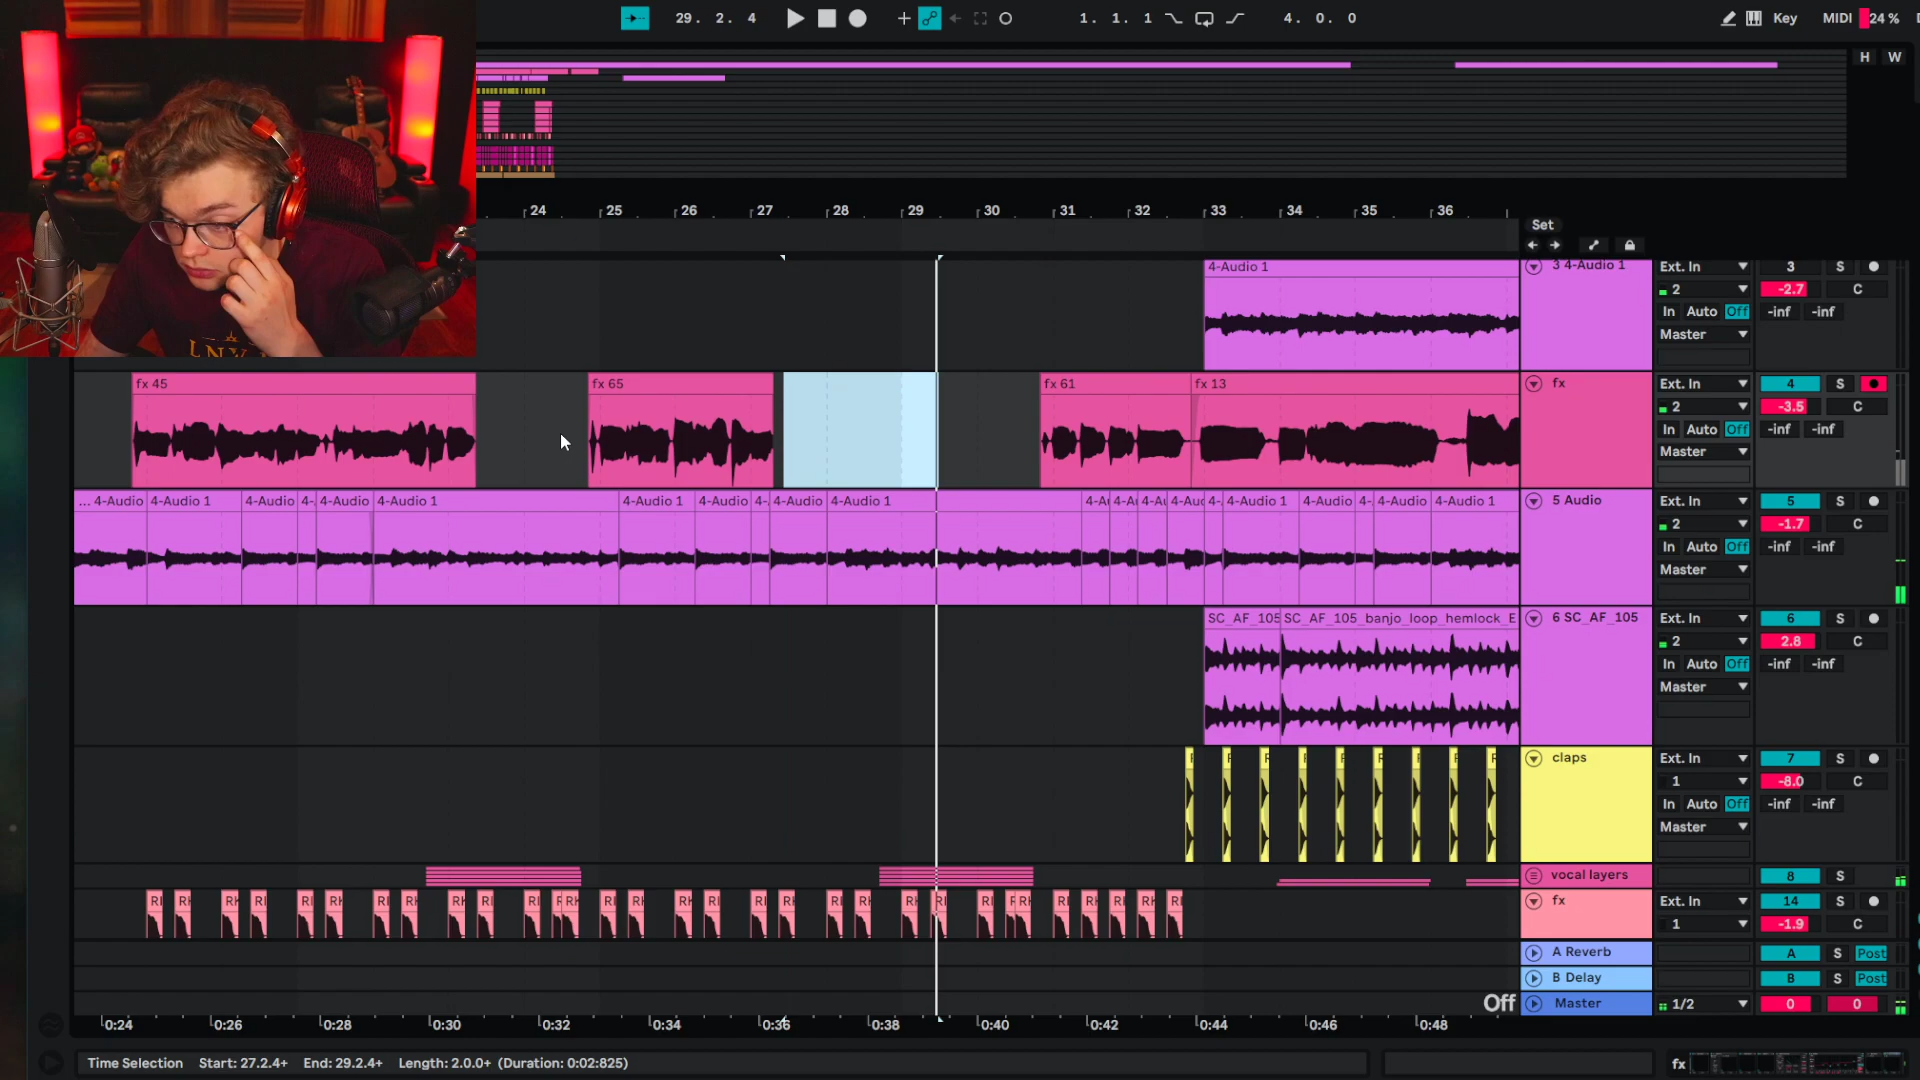 29. 2. 4
1. 1. 1
4. 0. 0
Key
MIDI
24 %
H W
24 25 26 27 28 29 30 31 32 33 34 35 36
Set
4-Audio 1
3 4-Audio 1
Ext. In
3 S
2
-2.7 C
In Auto Off
-inf -inf
Master
fx 45
fx 65
fx 61
fx 13
fx
Ext. In
4 S
2
-3.5 C
In Auto Off
-inf -inf
Master
... 4-Audio 4-Audio 1 4-Audio 4- 4-Audio 4-Audio 1 4-Audio 1 4-Audio 4- 4-Audio 4-Audio 1 4-Au 4-Au 4-Au 4-Aud 4- 4-Audio 1 4-Audio 4- 4-Audio 4-Audio 1
5 Audio
Ext. In
5 S
2
-1.7 C
In Auto Off
-inf -inf
Master
SC_AF_105 SC_AF_105_banjo_loop_hemlock_E
6 SC_AF_105
Ext. In
6 S
2
2.8 C
In Auto Off
-inf -inf
Master
claps
Ext. In
7 S
1
-8.0 C
In Auto Off
-inf -inf
Master
vocal layers
8 S
fx
Ext. In
14 S
1
-1.9 C
A Reverb
A S Post
B Delay
B S Post
Off
Master
1/2
0 0
0:24 0:26 0:28 0:30 0:32 0:34 0:36 0:38 0:40 0:42 0:44 0:46 0:48
Time Selection Start: 27.2.4+ End: 29.2.4+ Length: 2.0.0+ (Duration: 0:02:825)
fx